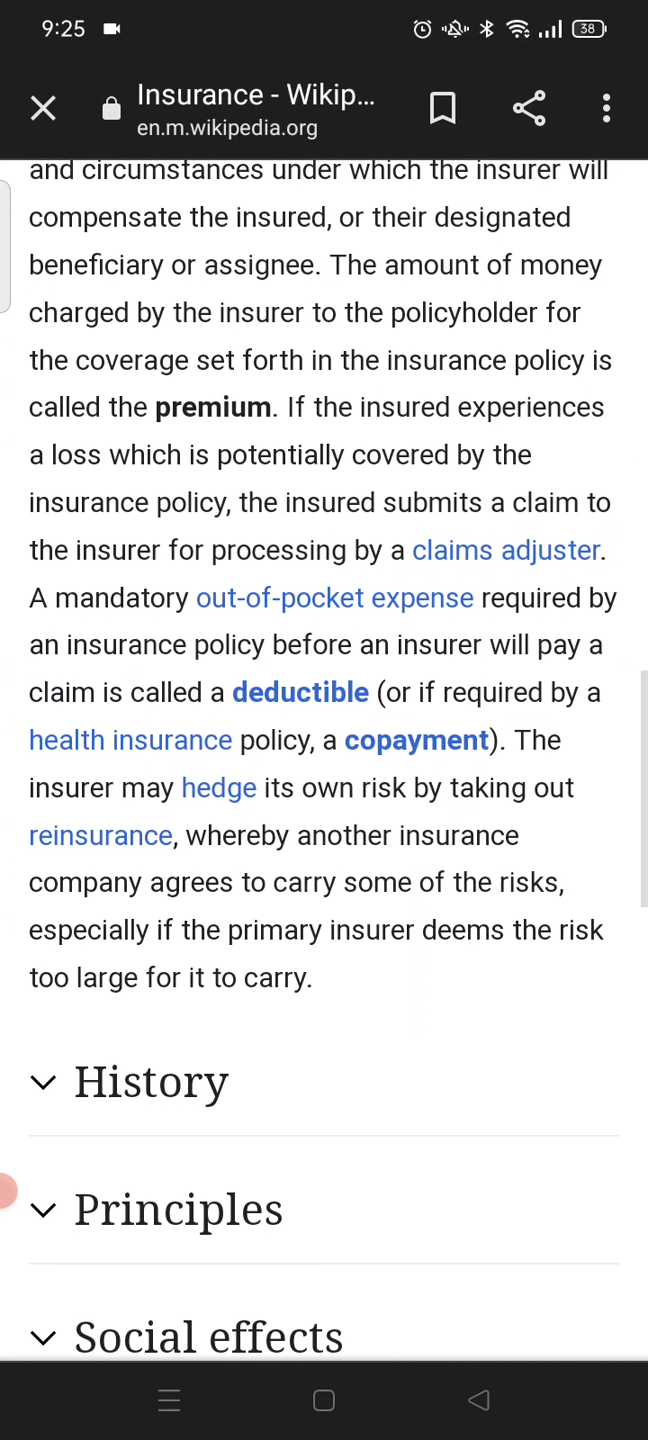 9:25
38
Insurance - Wikip...
en.m.wikipedia.org
and circumstances under which the insurer will
compensate the insured, or their designated
beneficiary or assignee. The amount of money
charged by the insurer to the policyholder for
the coverage set forth in the insurance policy is
called the premium. If the insured experiences
a loss which is potentially covered by the
insurance policy, the insured submits a claim to
the insurer for processing by a claims adjuster.
A mandatory out-of-pocket expense required by
an insurance policy before an insurer will pay a
claim is called a deductible (or if required by a
health insurance policy, a copayment). The
insurer may hedge its own risk by taking out
reinsurance, whereby another insurance
company agrees to carry some of the risks,
especially if the primary insurer deems the risk
too large for it to carry.
History
Principles
Social effects